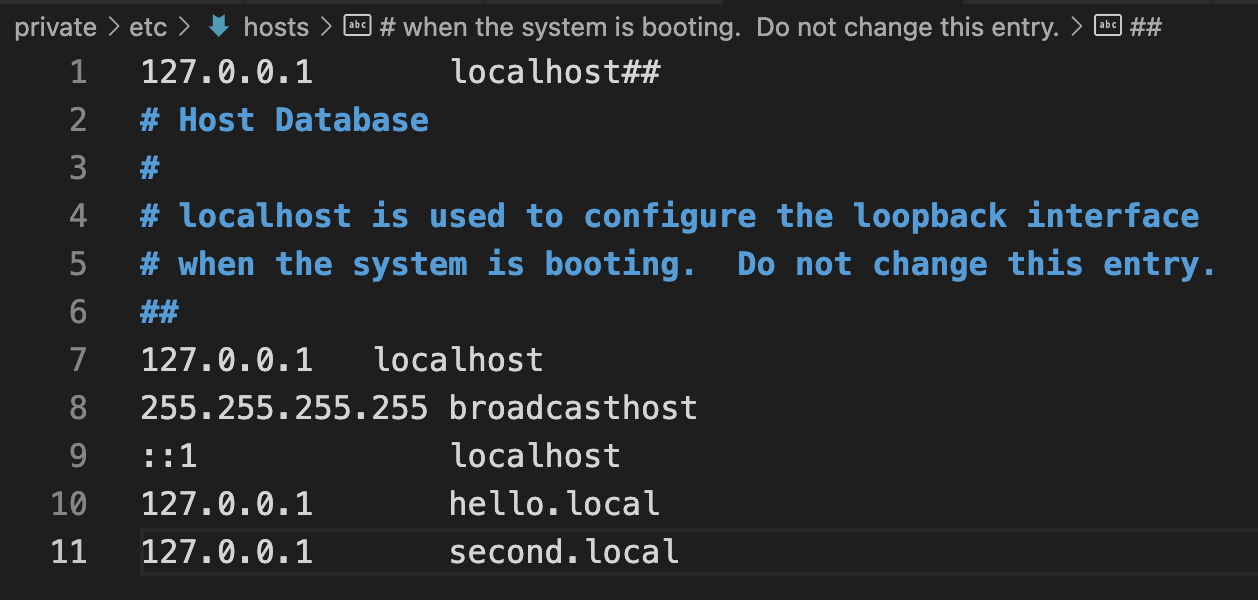 private > etc > hosts > abc # when the system is booting.  Do not change this entry. > abc ##
1 127.0.0.1       localhost##
2 # Host Database
3 #
4 # localhost is used to configure the loopback interface
5 # when the system is booting.  Do not change this entry.
6 ##
7 127.0.0.1   localhost
8 255.255.255.255 broadcasthost
9 ::1             localhost
10 127.0.0.1       hello.local
11 127.0.0.1       second.local